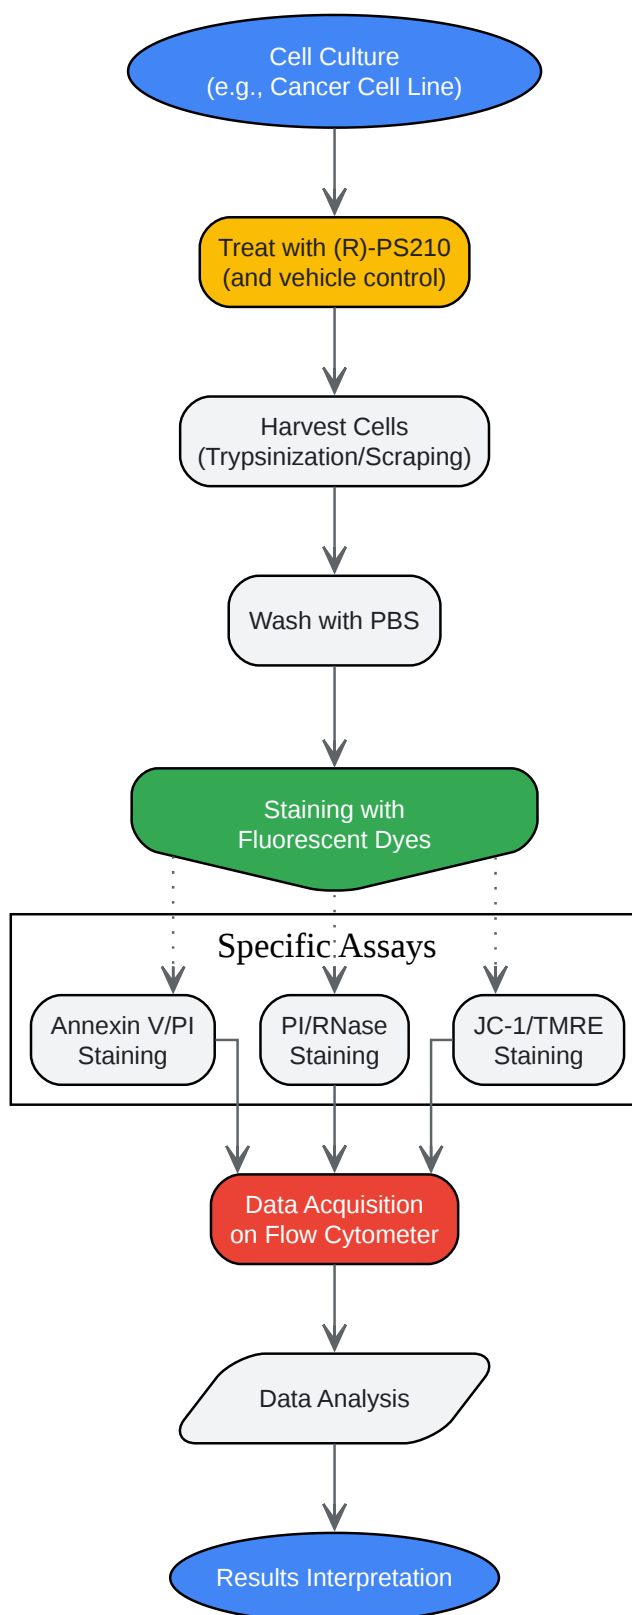 Cell Culture
(e.g., Cancer Cell Line)
Treat with (R)-PS210
(and vehicle control)
Harvest Cells
(Trypsinization/Scraping)
Wash with PBS
Staining with
Fluorescent Dyes
Specific Assays
Annexin V/PI
Staining
PI/RNase
Staining
JC-1/TMRE
Staining
Data Acquisition
on Flow Cytometer
Data Analysis
Results Interpretation